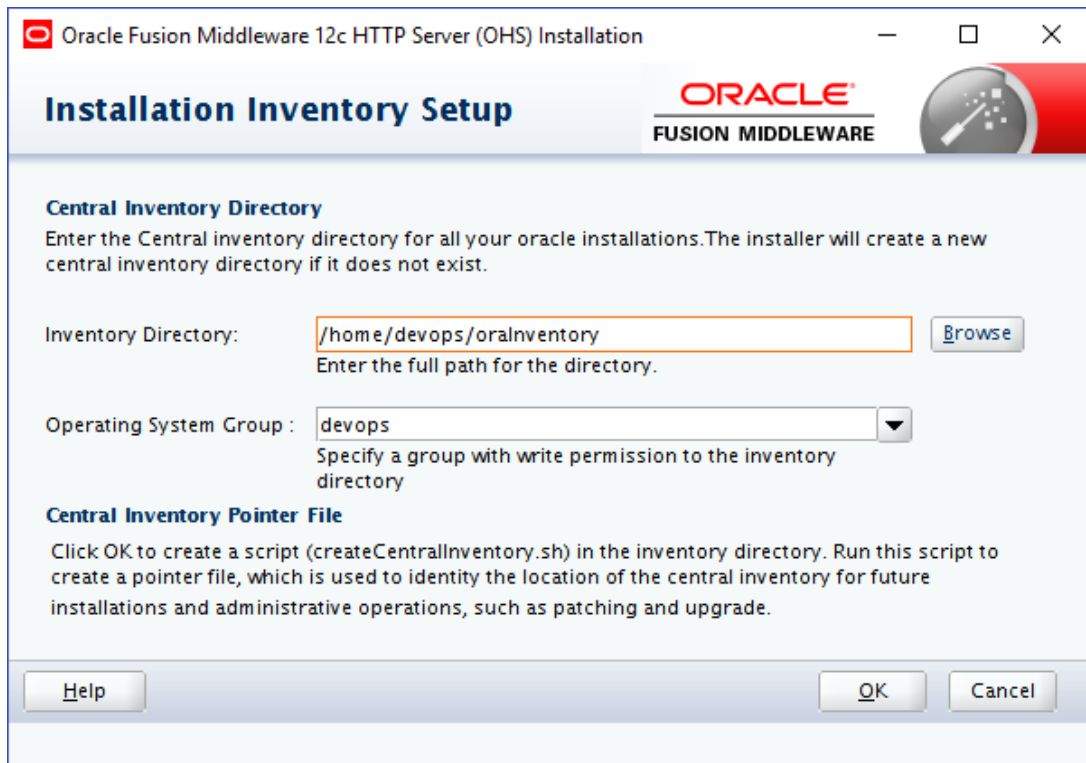 Oracle Fusion Middleware 12c HTTP Server (OHS) Installation
Installation Inventory Setup
ORACLE®
FUSION MIDDLEWARE
Central Inventory Directory
Enter the Central inventory directory for all your oracle installations.The installer will create a new
central inventory directory if it does not exist.
Inventory Directory:
/home/devops/oraInventory
Browse
Enter the full path for the directory.
Operating System Group :
devops
Specify a group with write permission to the inventory
directory
Central Inventory Pointer File
Click OK to create a script (createCentralInventory.sh) in the inventory directory. Run this script to
create a pointer file, which is used to identity the location of the central inventory for future
installations and administrative operations, such as patching and upgrade.
Help
OK
Cancel